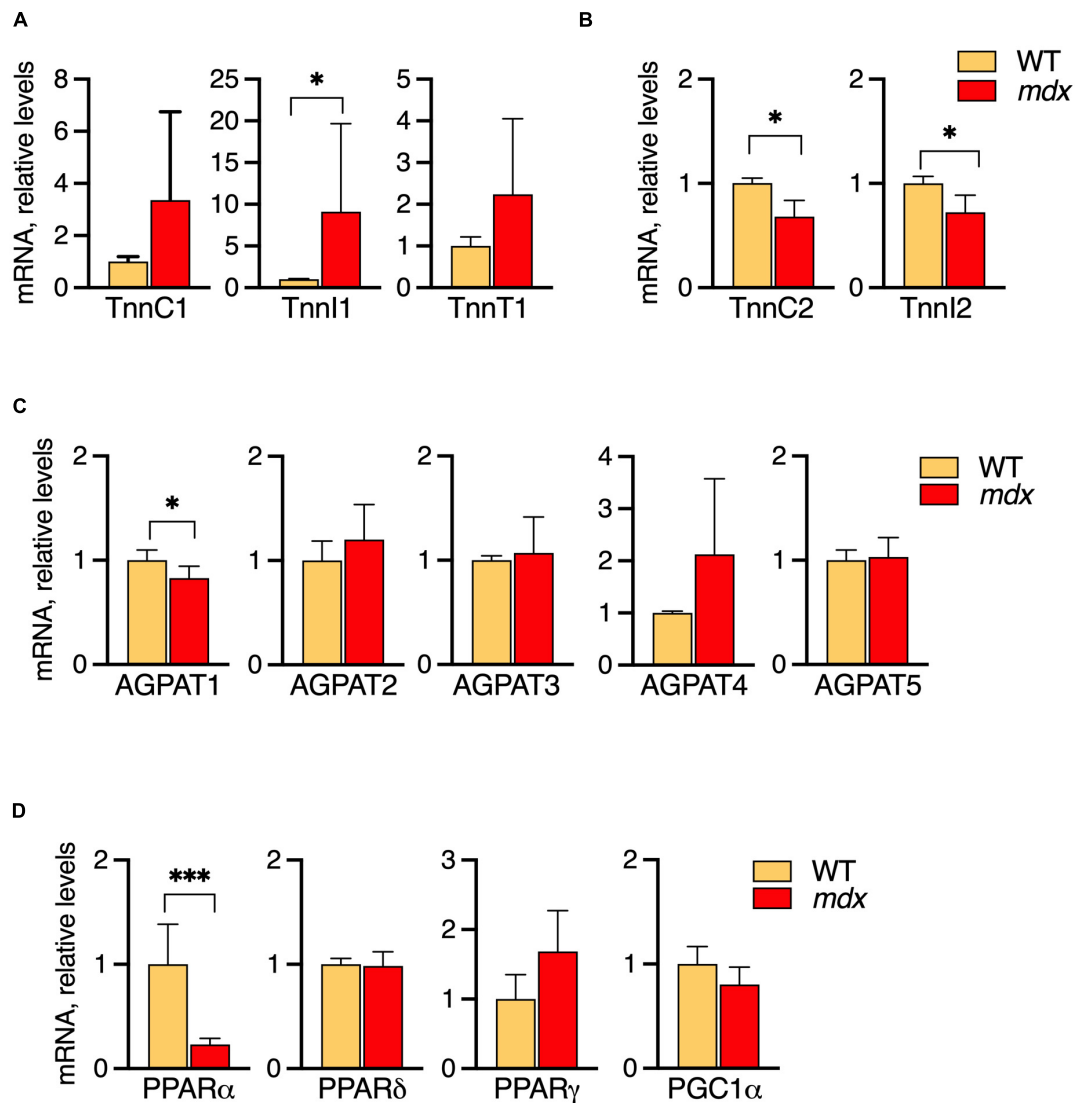 A
B
mRNA, relative levels
8
6
4
2
0
TnnC1
25
20
15
10
5
0
*
TnnI1
5
4
3
2
1
0
TnnT1
mRNA, relative levels
2
1
0
*
TnnC2
2
1
0
*
TnnI2
WT
mdx
C
mRNA, relative levels
2
1
0
*
AGPAT1
2
1
0
AGPAT2
2
1
0
AGPAT3
4
3
2
1
0
AGPAT4
2
1
0
AGPAT5
WT
mdx
D
mRNA, relative levels
2
1
0
***
PPARα
2
1
0
PPARδ
3
2
1
0
PPARγ
2
1
0
PGC1α
WT
mdx